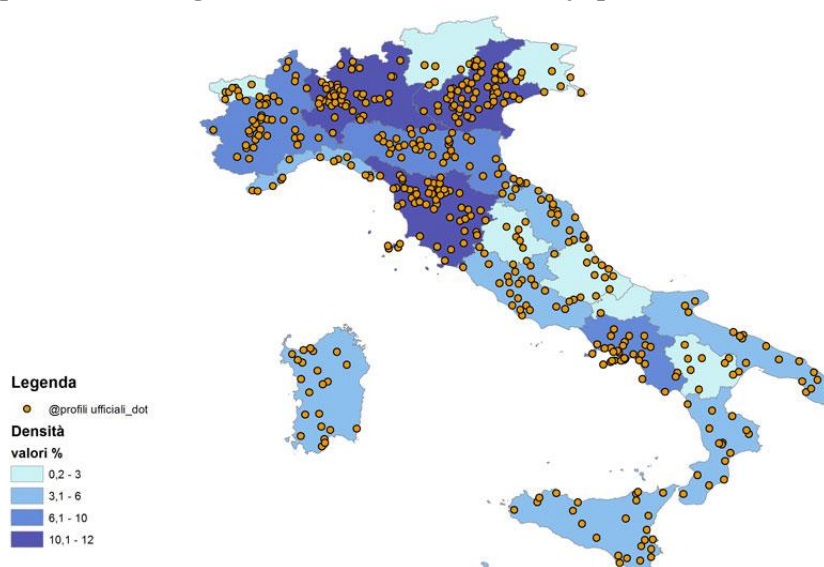 Legenda
@profili ufficiali_dot
Densità
valori %
0,2 - 3
3,1 - 6
6,1 - 10
10,1 - 12